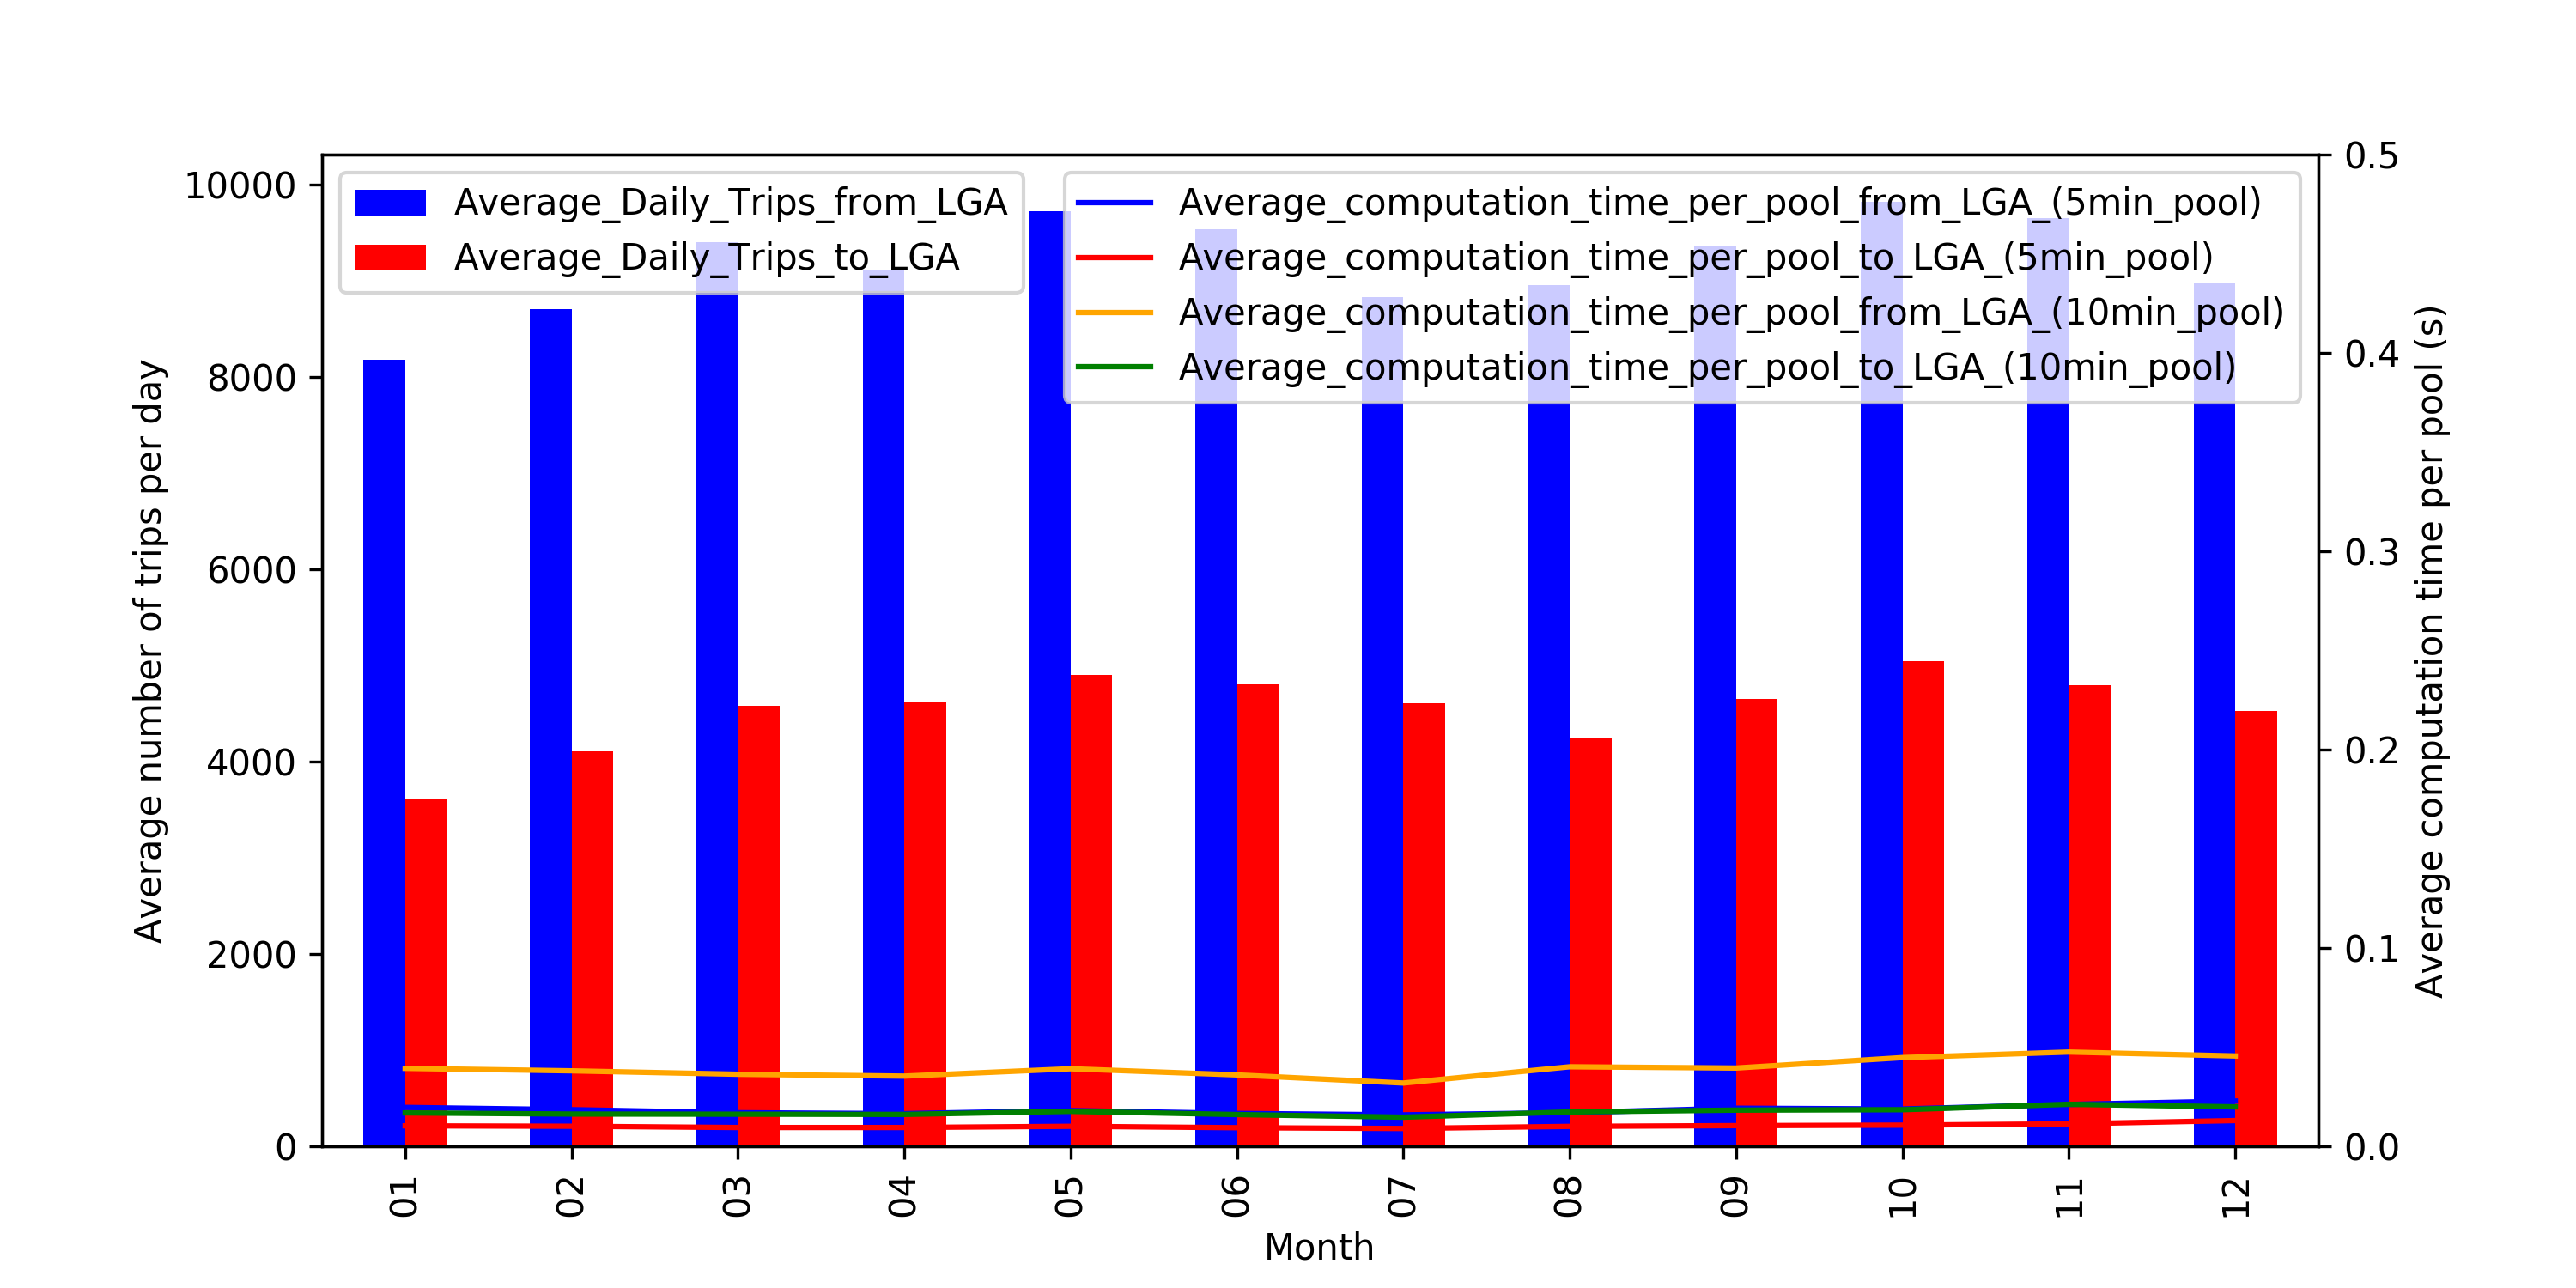 Average_Daily_Trips_from_LGA
Average_Daily_Trips_to_LGA
Average_computation_time_per_pool_from_LGA_(5min_pool)
Average_computation_time_per_pool_to_LGA_(5min_pool)
Average_computation_time_per_pool_from_LGA_(10min_pool)
Average_computation_time_per_pool_to_LGA_(10min_pool)
Average number of trips per day
10000
8000
6000
4000
2000
0
0.5
0.4
0.3
0.2
0.1
0.0
Average computation time per pool (s)
01 02 03 04 05 06 07 08 09 10 11 12
Month